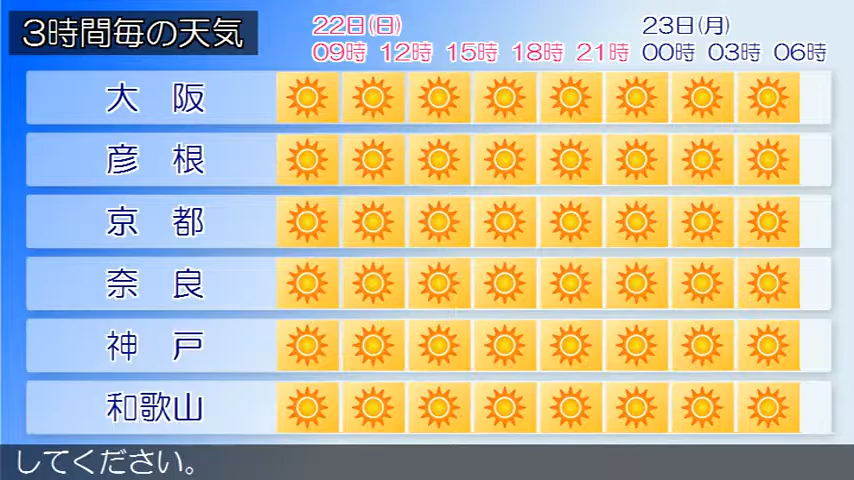 3時間毎の天気
22日(日) 23日(月)
09時 12時 15時 18時 21時 00時 03時 06時
大阪
彦根
京都
奈良
神戸
和歌山
してください。